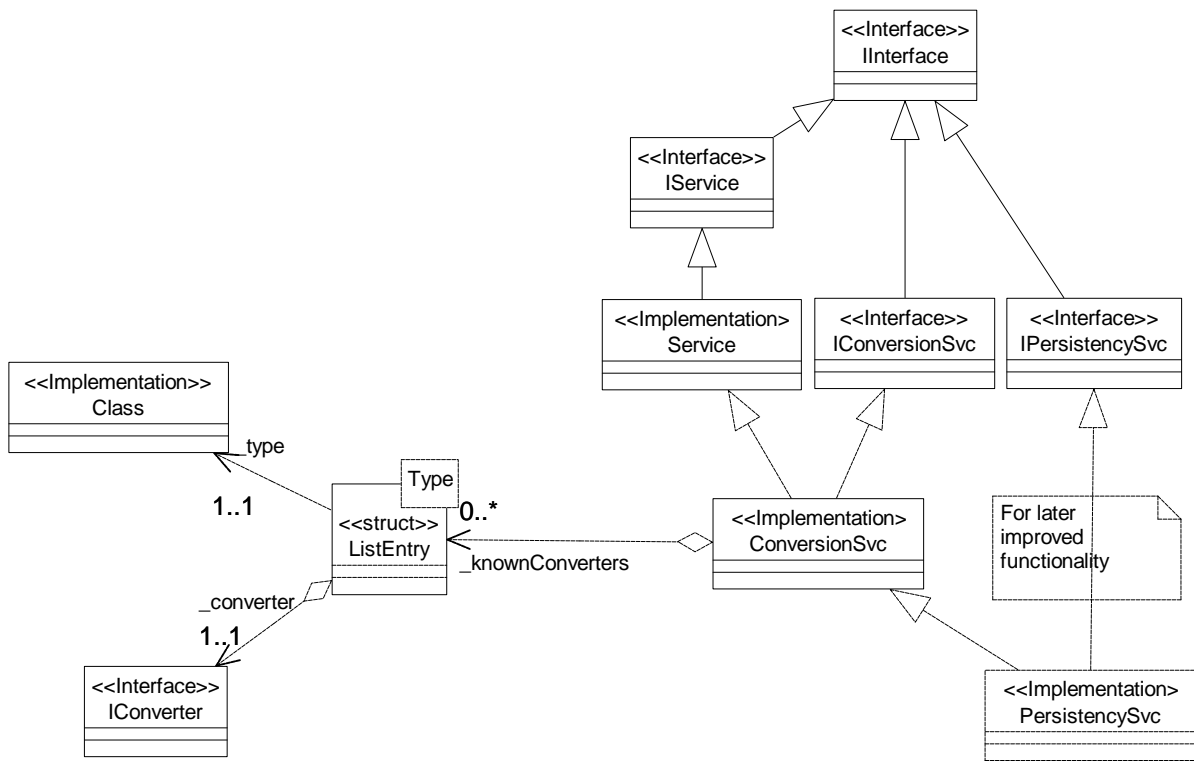 <<Interface>>
IInterface
<<Interface>>
IService
<<Implementation>
Service
<<Interface>>
IConversionSvc
<<Interface>>
IPersistencySvc
<<Implementation>>
Class
_type
1..1
Type
<<struct>>
ListEntry
0..*
_knownConverters
<<Implementation>
ConversionSvc
For later
improved
functionality
_converter
1..1
<<Interface>>
IConverter
<<Implementation>
PersistencySvc